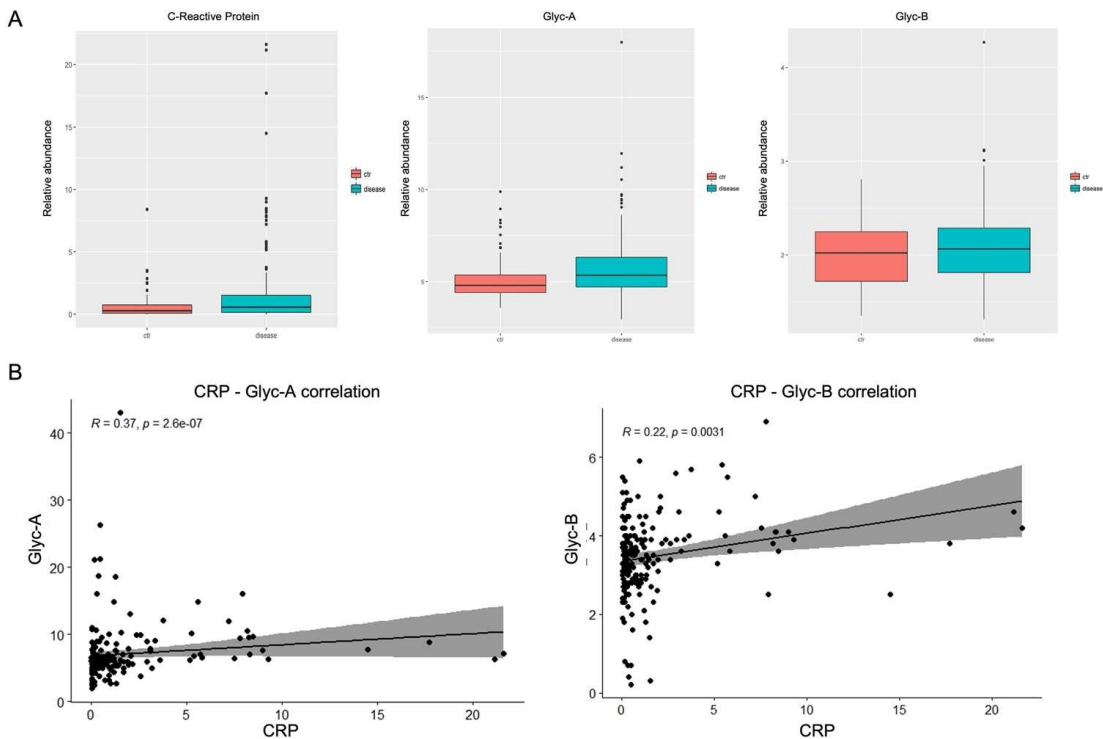 A
C-Reactive Protein
Glyc-A
Glyc-B
Relative abundance
20
15
10
5
0
ctr
disease
ctr
disease
Relative abundance
15
10
5
ctr
disease
ctr
disease
Relative abundance
4
3
2
ctr
disease
ctr
disease
B
CRP - Glyc-A correlation
R = 0.37, p = 2.6e-07
Glyc-A
40
30
20
10
0
0 5 10 15 20
CRP
CRP - Glyc-B correlation
R = 0.22, p = 0.0031
Glyc-B
6
4
2
0
0 5 10 15 20
CRP